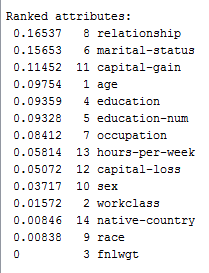 Ranked attributes:
0.16537 8 relationship
0.15653 6 marital-status
0.11452 11 capital-gain
0.09754 1 age
0.09359 4 education
0.09328 5 education-num
0.08412 7 occupation
0.05814 13 hours-per-week
0.05072 12 capital-loss
0.03717 10 sex
0.01572 2 workclass
0.00846 14 native-country
0.00838 9 race
0 3 fnlwgt